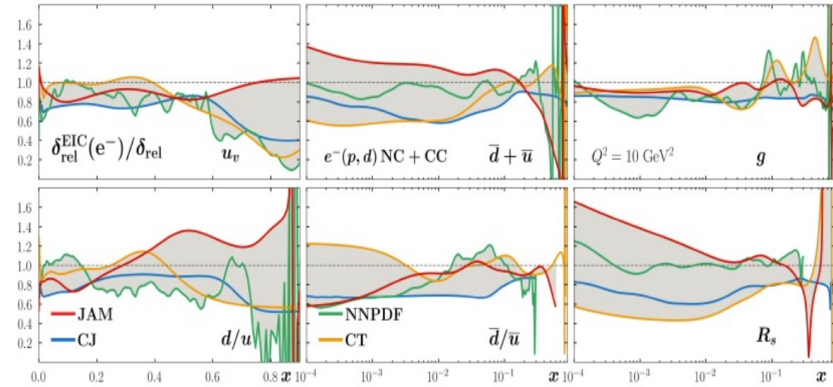 1.6
1.4
1.2
1.0
0.8
0.6
0.4
0.2
δ_rel^EIC(e⁻)/δ_rel
u_v
e⁻(p, d) NC + CC
d̄ + ū
Q² = 10 GeV²
g
1.6
1.4
1.2
1.0
0.8
0.6
0.4
0.2
JAM
CJ
d/u
NNPDF
CT
d̄/ū
R_s
0.0 0.2 0.4 0.6 0.8 x
10⁻⁴ 10⁻³ 10⁻² 10⁻¹ x
10⁻⁴ 10⁻³ 10⁻² 10⁻¹ x